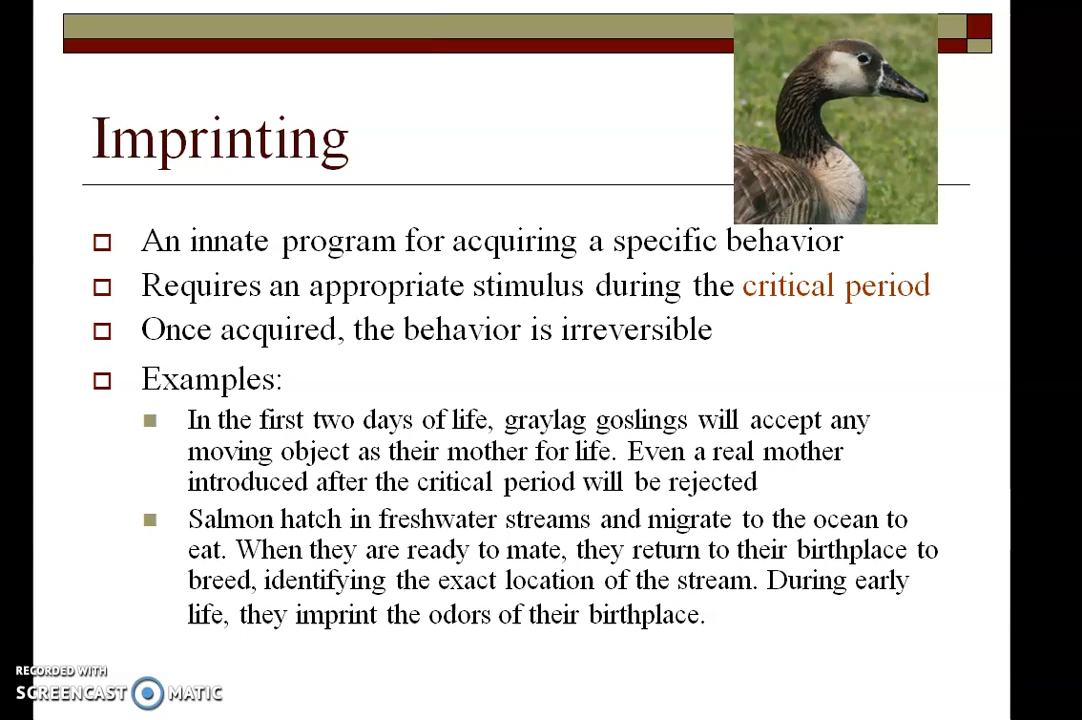 Imprinting
An innate program for acquiring a specific behavior
Requires an appropriate stimulus during the critical period
Once acquired, the behavior is irreversible
Examples:
In the first two days of life, graylag goslings will accept any
moving object as their mother for life. Even a real mother
introduced after the critical period will be rejected
Salmon hatch in freshwater streams and migrate to the ocean to
eat. When they are ready to mate, they return to their birthplace to
breed, identifying the exact location of the stream. During early
life, they imprint the odors of their birthplace.
RECORDED WITH
SCREENCAST MATIC